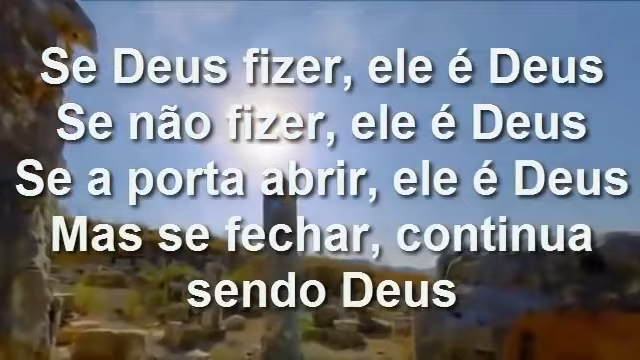 Se Deus fizer, ele é Deus
Se não fizer, ele é Deus
Se a porta abrir, ele é Deus
Mas se fechar, continua
sendo Deus